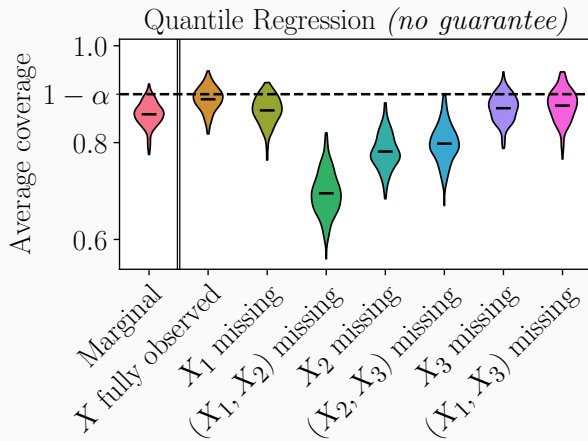 Quantile Regression (no guarantee)
Average coverage
1.0
1 − α
0.8
0.6
Marginal
X fully observed
X₁ missing
(X₁, X₂) missing
X₂ missing
(X₂, X₃) missing
X₃ missing
(X₁, X₃) missing